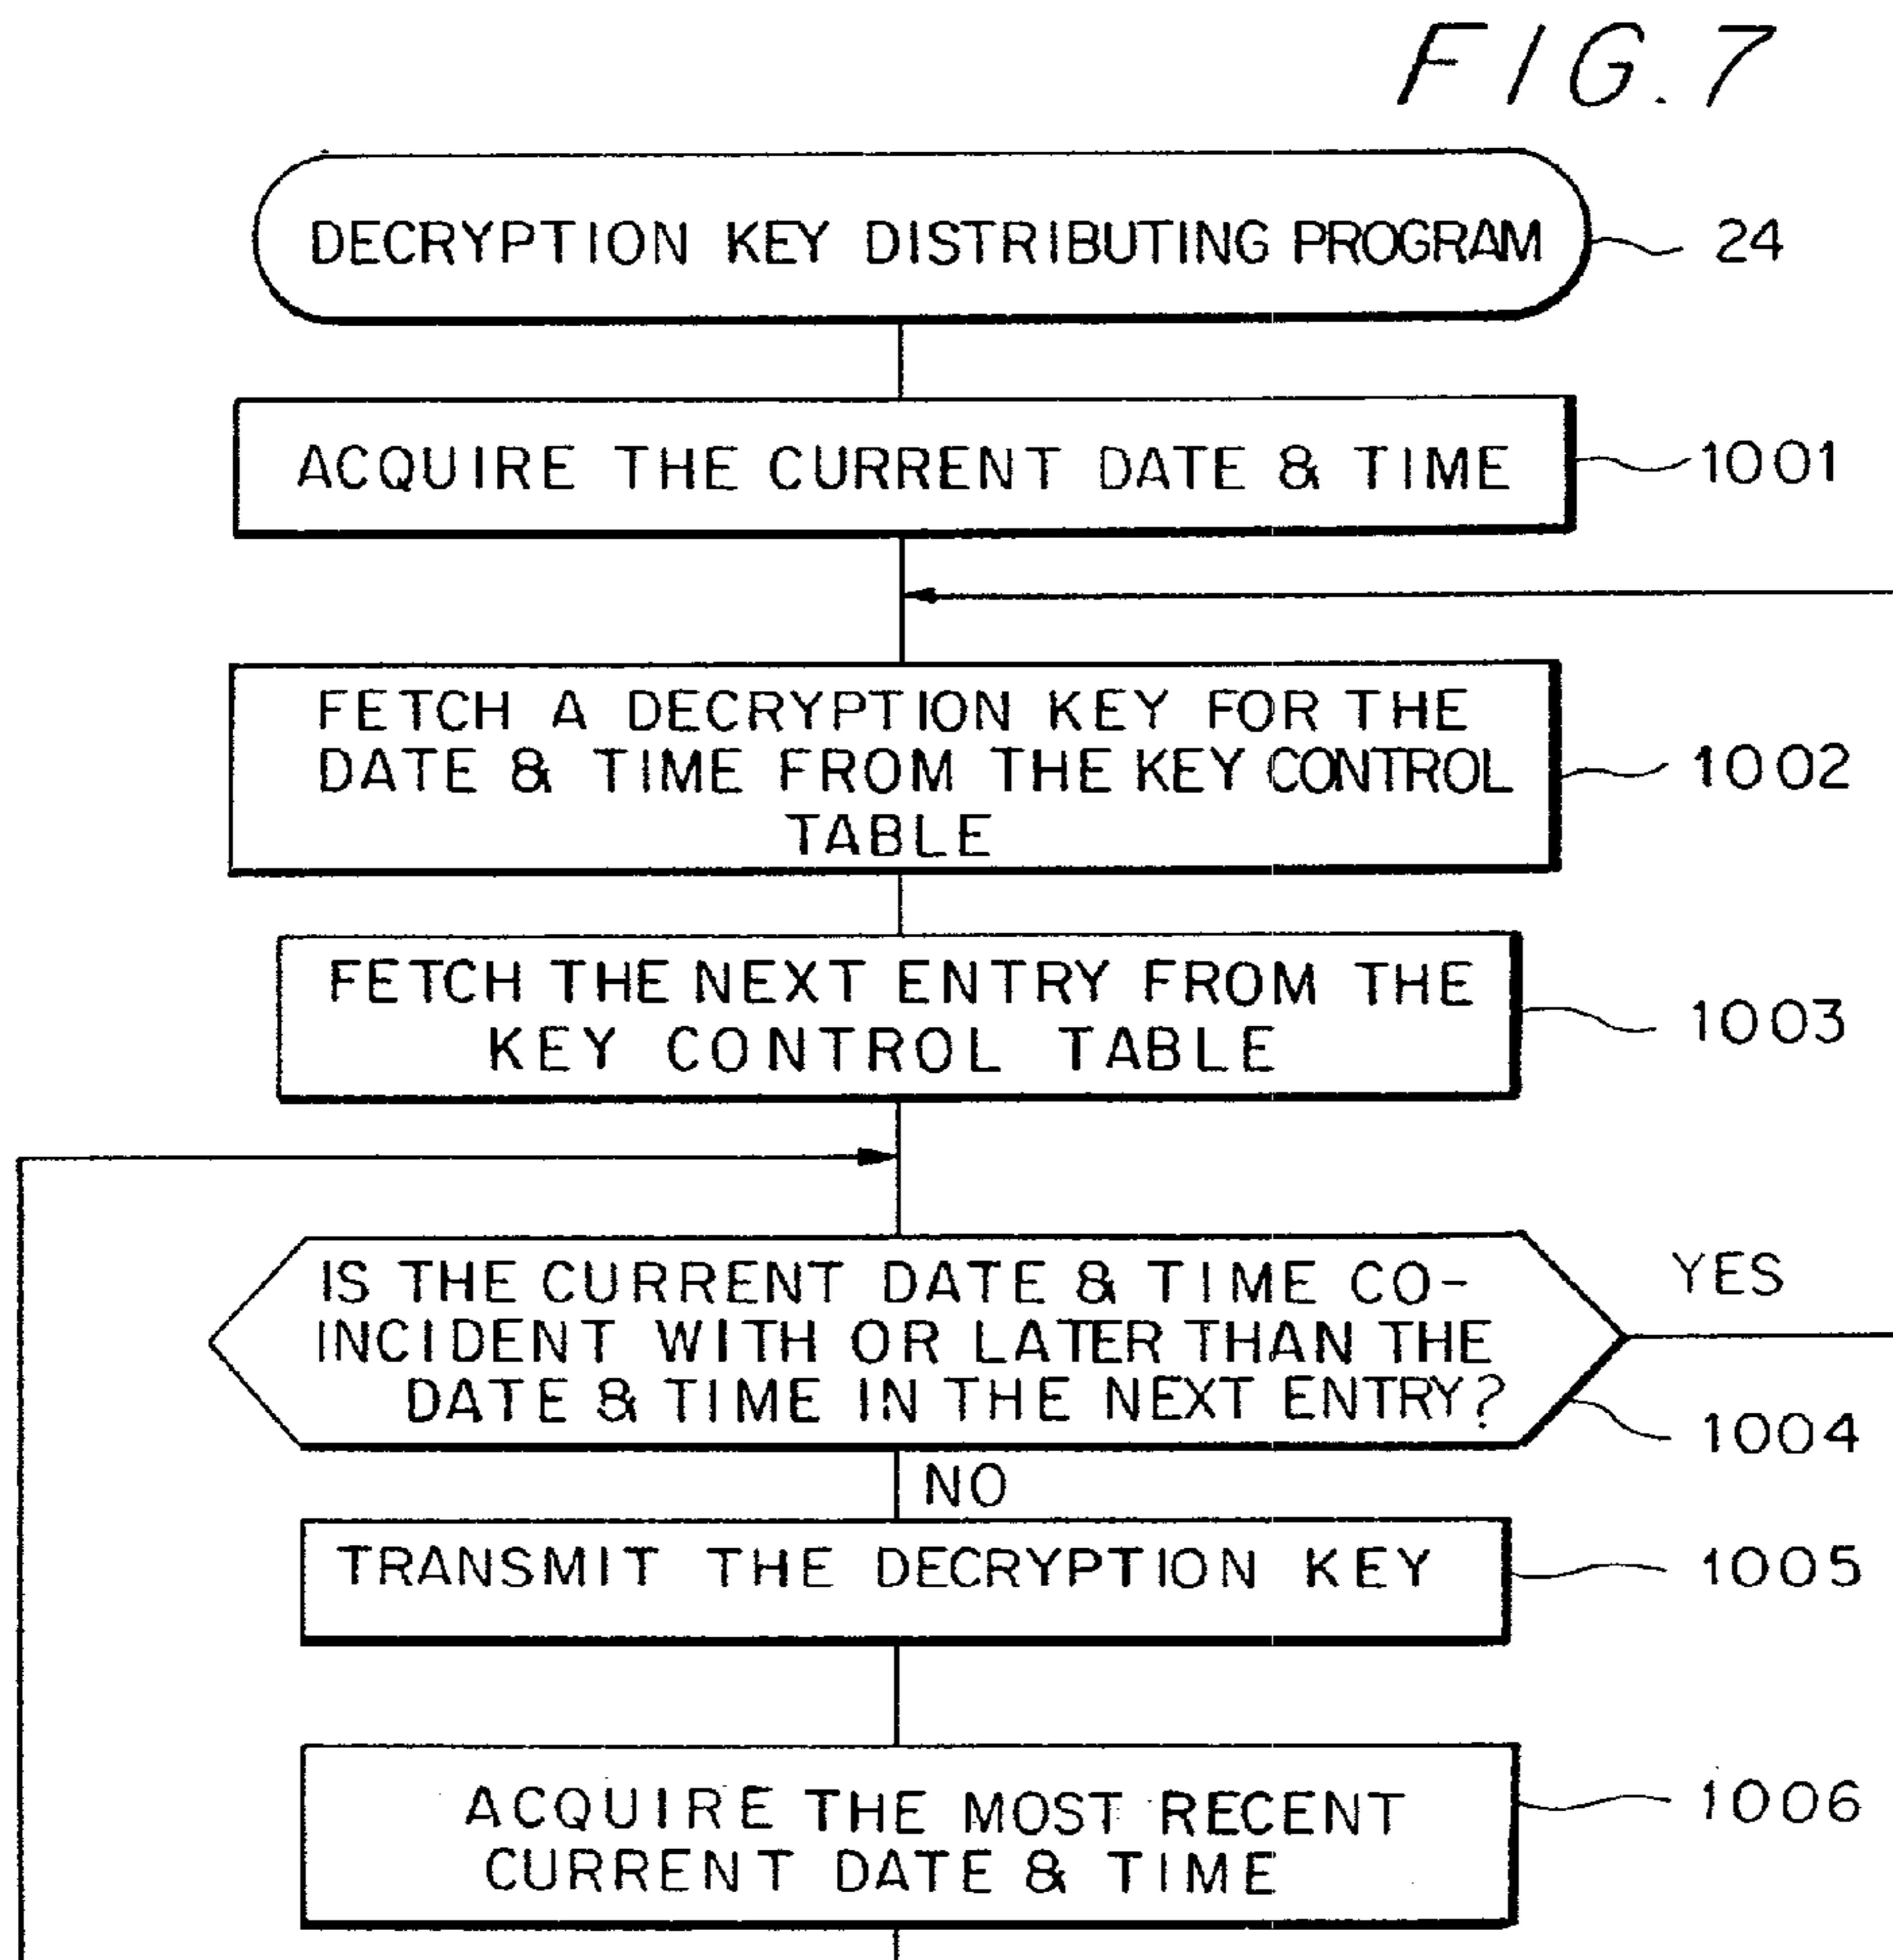 FIG. 7
DECRYPTION KEY DISTRIBUTING PROGRAM
24
ACQUIRE THE CURRENT DATE & TIME
1001
FETCH A DECRYPTION KEY FOR THE
DATE & TIME FROM THE KEY CONTROL
TABLE
1002
FETCH THE NEXT ENTRY FROM THE
KEY CONTROL TABLE
1003
IS THE CURRENT DATE & TIME CO-
INCIDENT WITH OR LATER THAN THE
DATE & TIME IN THE NEXT ENTRY?
YES
1004
NO
TRANSMIT THE DECRYPTION KEY
1005
ACQUIRE THE MOST RECENT
CURRENT DATE & TIME
1006